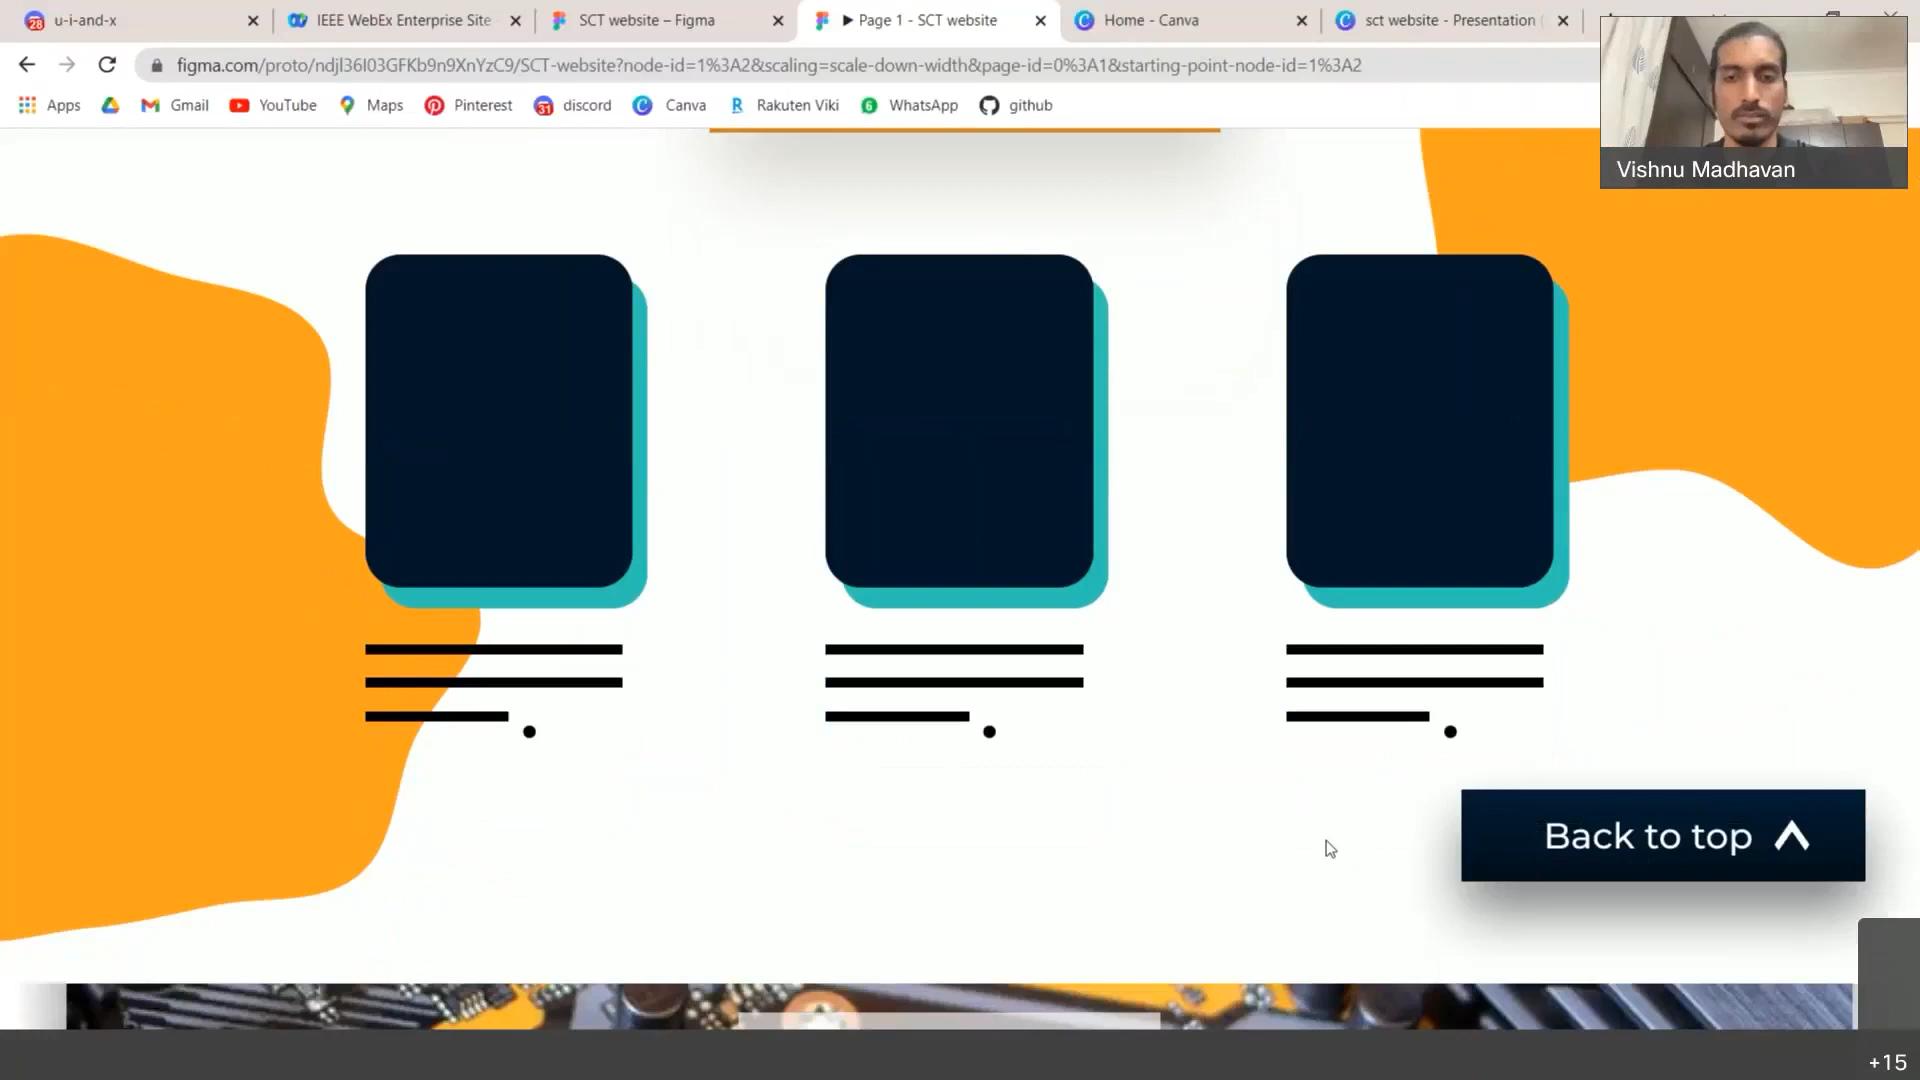 u-i-and-x
IEEE WebEx Enterprise Site
SCT website – Figma
Page 1 - SCT website
Home - Canva
sct website - Presentation (
figma.com/proto/ndjl36I03GFKb9n9XnYzC9/SCT-website?node-id=1%3A2&scaling=scale-down-width&page-id=0%3A1&starting-point-node-id=1%3A2
Apps
Gmail
YouTube
Maps
Pinterest
discord
Canva
Rakuten Viki
WhatsApp
github
Vishnu Madhavan
Back to top
+15